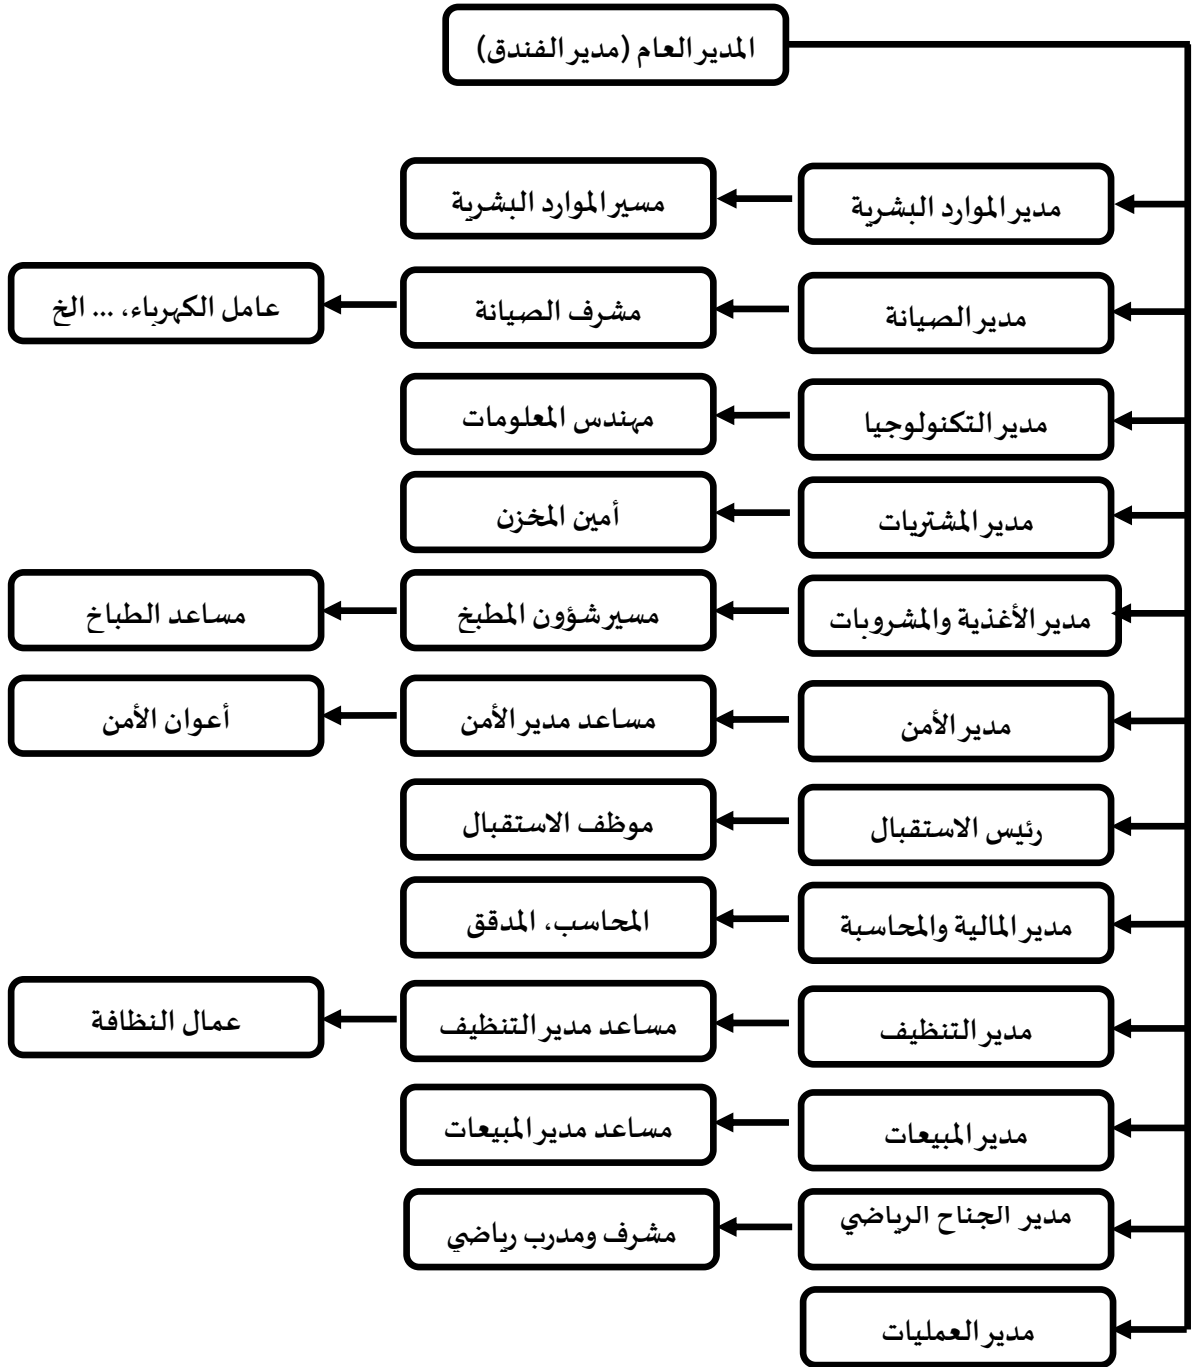 المدير العام (مدير الفندق)
مدير الموارد البشرية
مسير الموارد البشرية
مدير الصيانة
مشرف الصيانة
عامل الكهرباء، ... الخ
مدير التكنولوجيا
مهندس المعلومات
مدير المشتريات
أمين المخزن
مدير الأغذية والمشروبات
مسير شؤون المطبخ
مساعد الطباخ
مدير الأمن
مساعد مدير الأمن
أعوان الأمن
رئيس الاستقبال
موظف الاستقبال
مدير المالية والمحاسبة
المحاسب، المدقق
مدير التنظيف
مساعد مدير التنظيف
عمال النظافة
مدير المبيعات
مساعد مدير المبيعات
مدير الجناح الرياضي
مشرف ومدرب رياضي
مدير العمليات